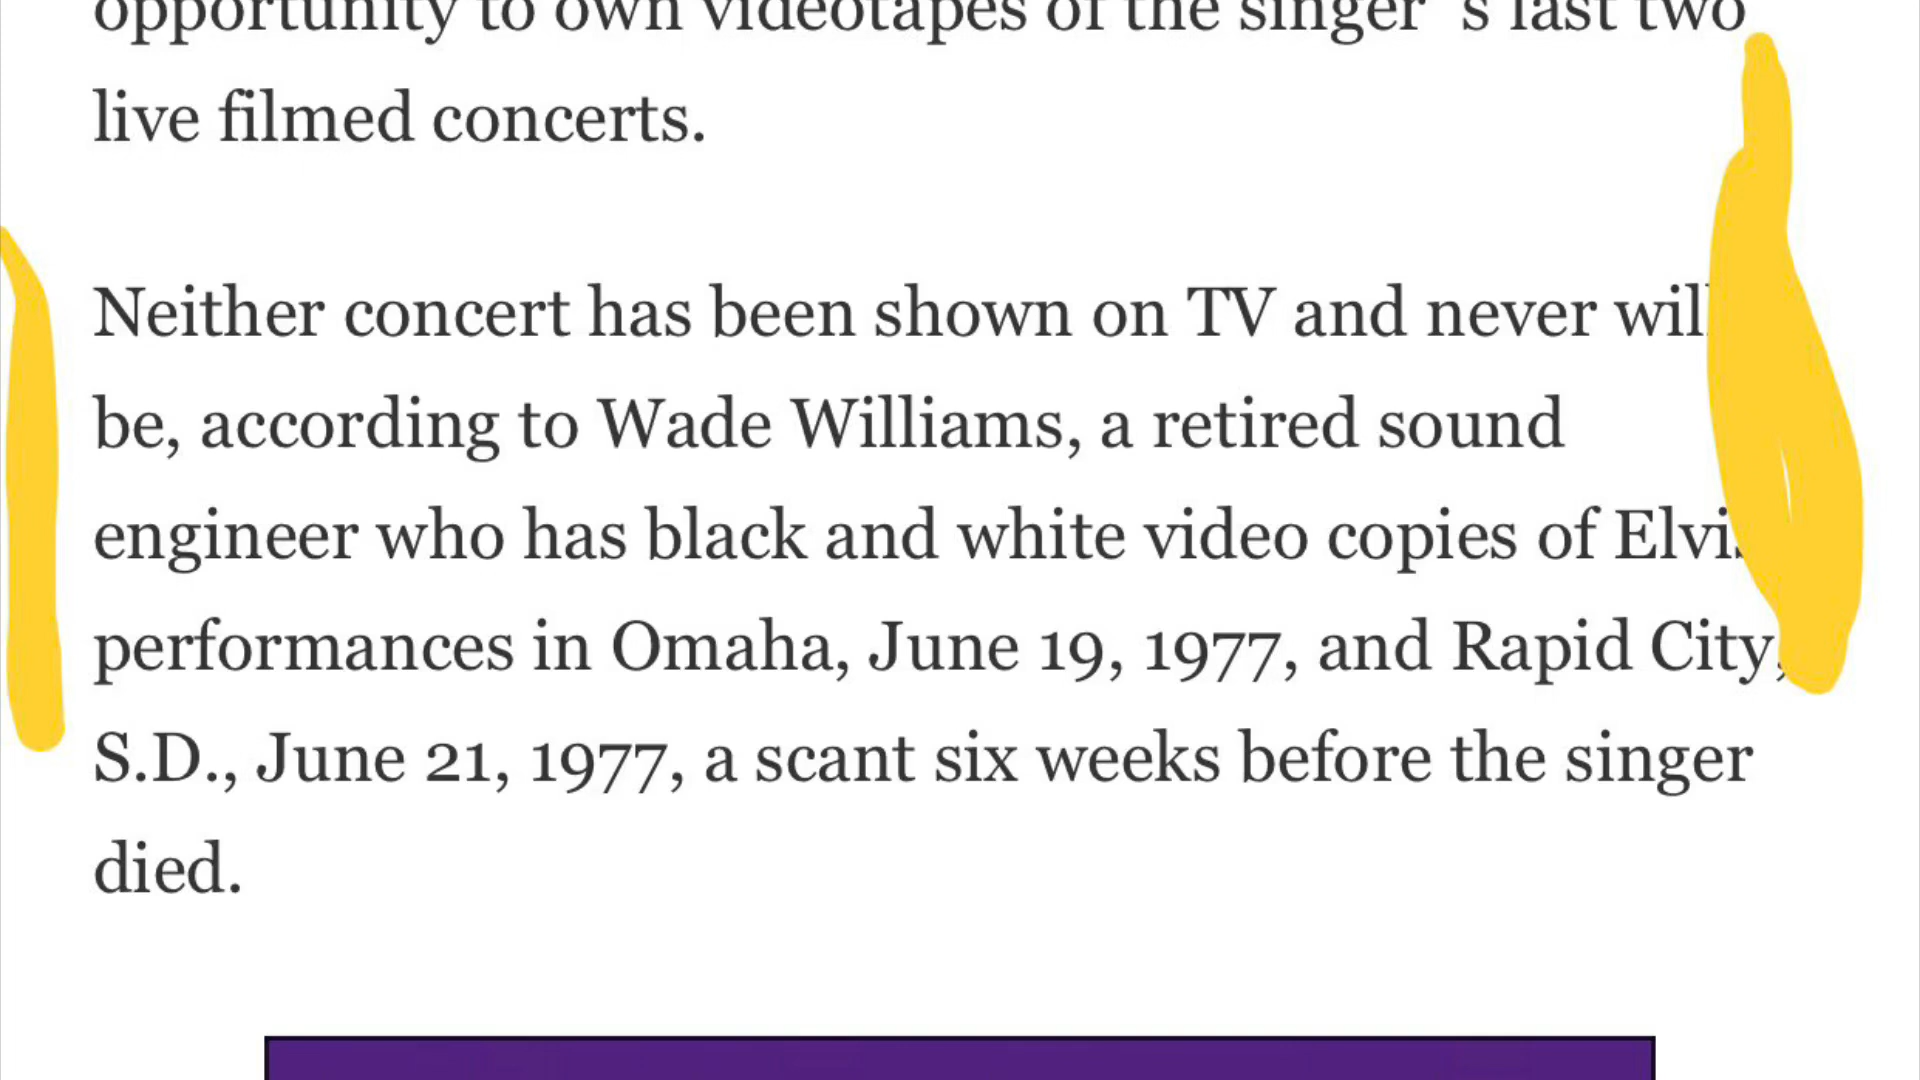 opportunity to own videotapes of the singer 's last two
live filmed concerts.
Neither concert has been shown on TV and never will
be, according to Wade Williams, a retired sound
engineer who has black and white video copies of Elvis
performances in Omaha, June 19, 1977, and Rapid City,
S.D., June 21, 1977, a scant six weeks before the singer
died.